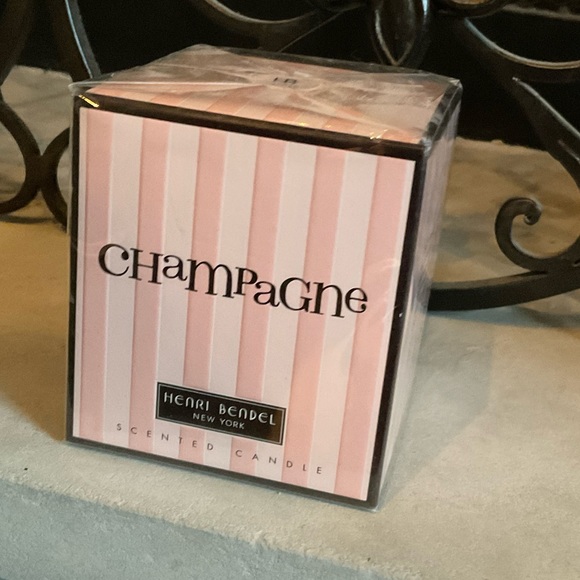 CHamPaGne
HENRI BENDEL
NEW YORK
SCENTED CANDLE